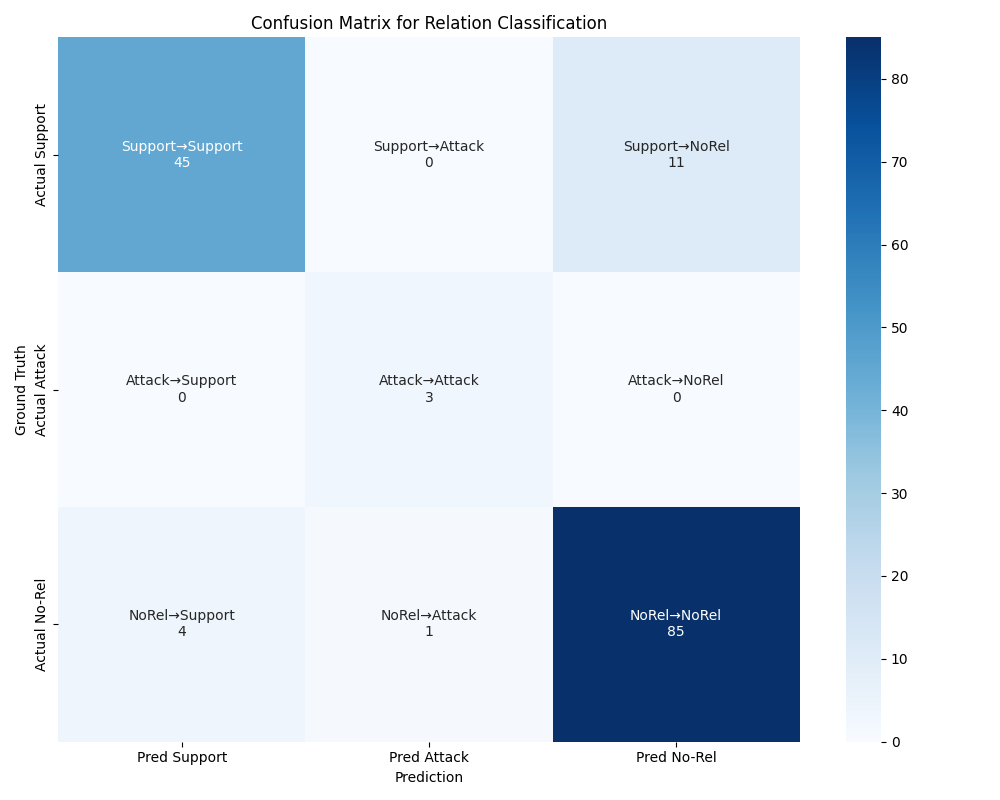 Confusion Matrix for Relation Classification
Ground Truth
Actual Support
Support→Support
45
Support→Attack
0
Support→NoRel
11
Actual Attack
Attack→Support
0
Attack→Attack
3
Attack→NoRel
0
Actual No-Rel
NoRel→Support
4
NoRel→Attack
1
NoRel→NoRel
85
Pred Support
Pred Attack
Pred No-Rel
Prediction
80
70
60
50
40
30
20
10
0